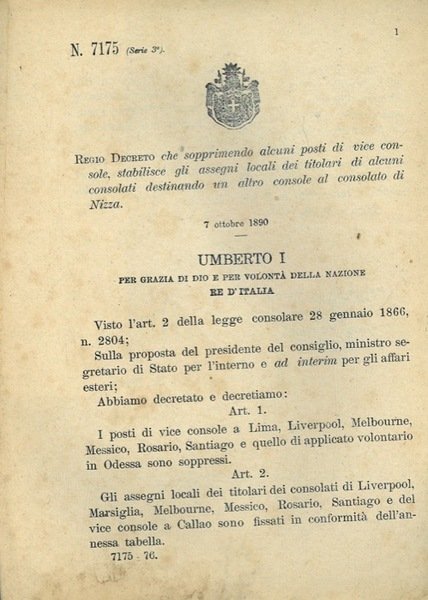 1
N. 7175 (Serie 3ª).
REGIO DECRETO che sopprimendo alcuni posti di vice con-
sole, stabilisce gli assegni locali dei titolari di alcuni
consolati destinando un altro console al consolato di
Nizza.
7 ottobre 1890
UMBERTO I
PER GRAZIA DI DIO E PER VOLONTÀ DELLA NAZIONE
RE D'ITALIA
Visto l'art. 2 della legge consolare 28 gennaio 1866,
n. 2804;
Sulla proposta del presidente del consiglio, ministro se-
gretario di Stato per l'interno e ad interim per gli affari
esteri;
Abbiamo decretato e decretiamo:
Art. 1.
I posti di vice console a Lima, Liverpool, Melbourne,
Messico, Rosario, Santiago e quello di applicato volontario
in Odessa sono soppressi.
Art. 2.
Gli assegni locali dei titolari dei consolati di Liverpool,
Marsiglia, Melbourne, Messico, Rosario, Santiago e del
vice console a Callao sono fissati in conformità dell'an-
nessa tabella.
7175 - 76.